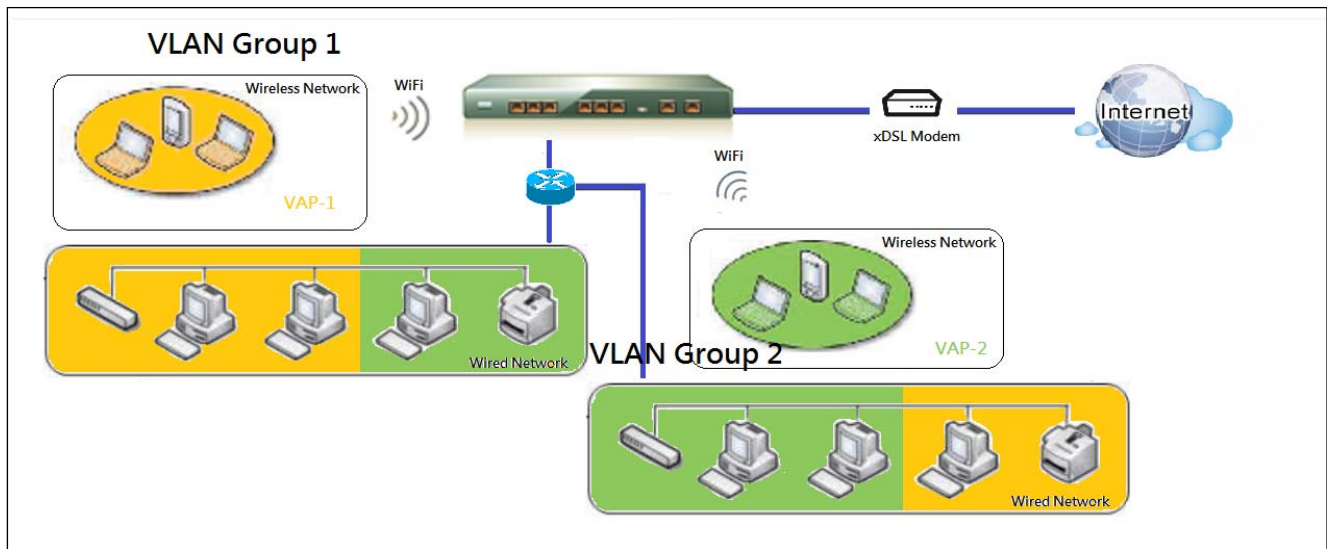 VLAN Group 1
Wireless Network
WiFi
VAP-1
xDSL Modem
Internet
WiFi
Wireless Network
VAP-2
Wired Network
VLAN Group 2
Wired Network